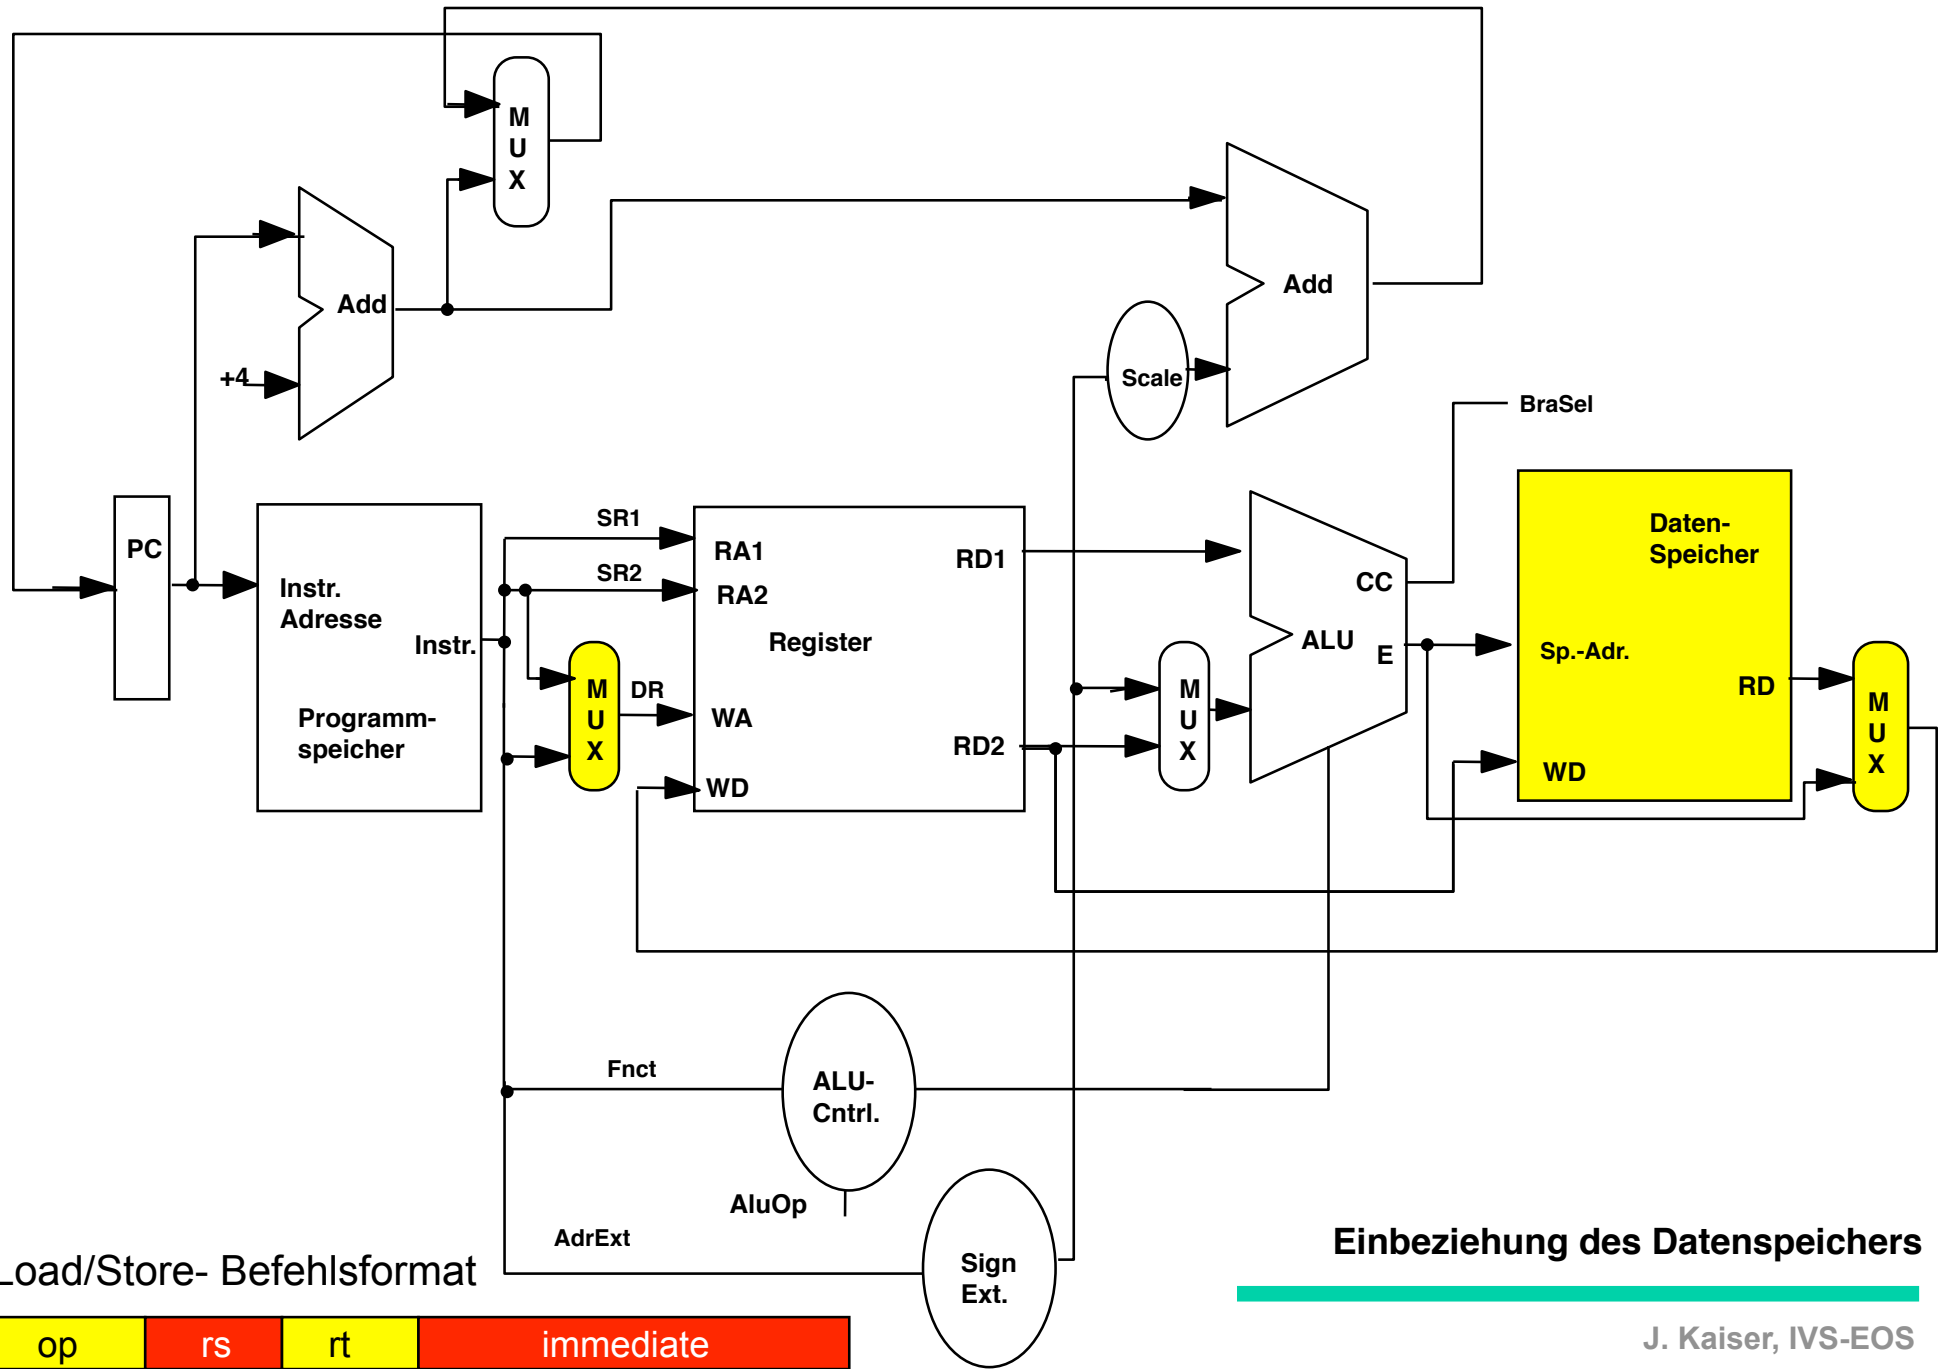 M
U
X
Add
+4
Add
Scale
BraSel
PC
Instr.
Adresse
Instr.
Programm-
speicher
SR1
SR2
M
U
X
DR
RA1
RA2
Register
WA
WD
RD1
RD2
M
U
X
CC
ALU
E
Daten-
Speicher
Sp.-Adr.
RD
WD
M
U
X
Fnct
ALU-
Cntrl.
AluOp
AdrExt
Sign
Ext.
Einbeziehung des Datenspeichers
Load/Store- Befehlsformat
op rs rt immediate
J. Kaiser, IVS-EOS